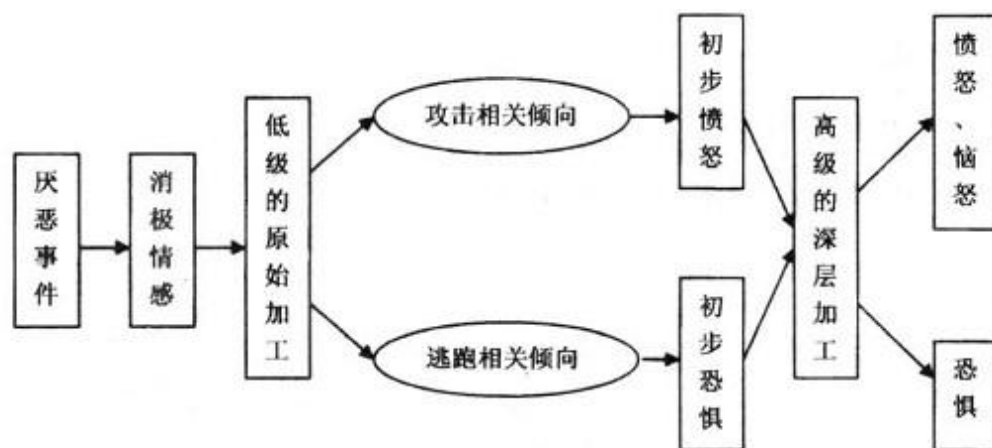 厌恶事件
消极情感
低级的原始加工
攻击相关倾向
逃跑相关倾向
初步愤怒
初步恐惧
高级的深层加工
愤怒、恼怒
恐惧